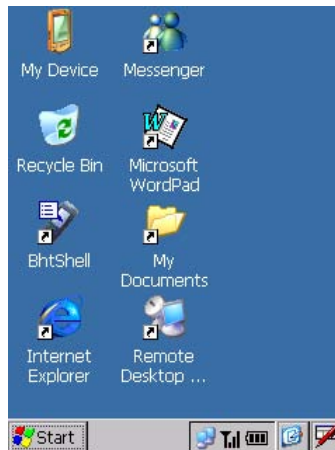 My Device
Messenger
Recycle Bin
Microsoft
WordPad
BhtShell
My
Documents
Internet
Explorer
Remote
Desktop ...
Start